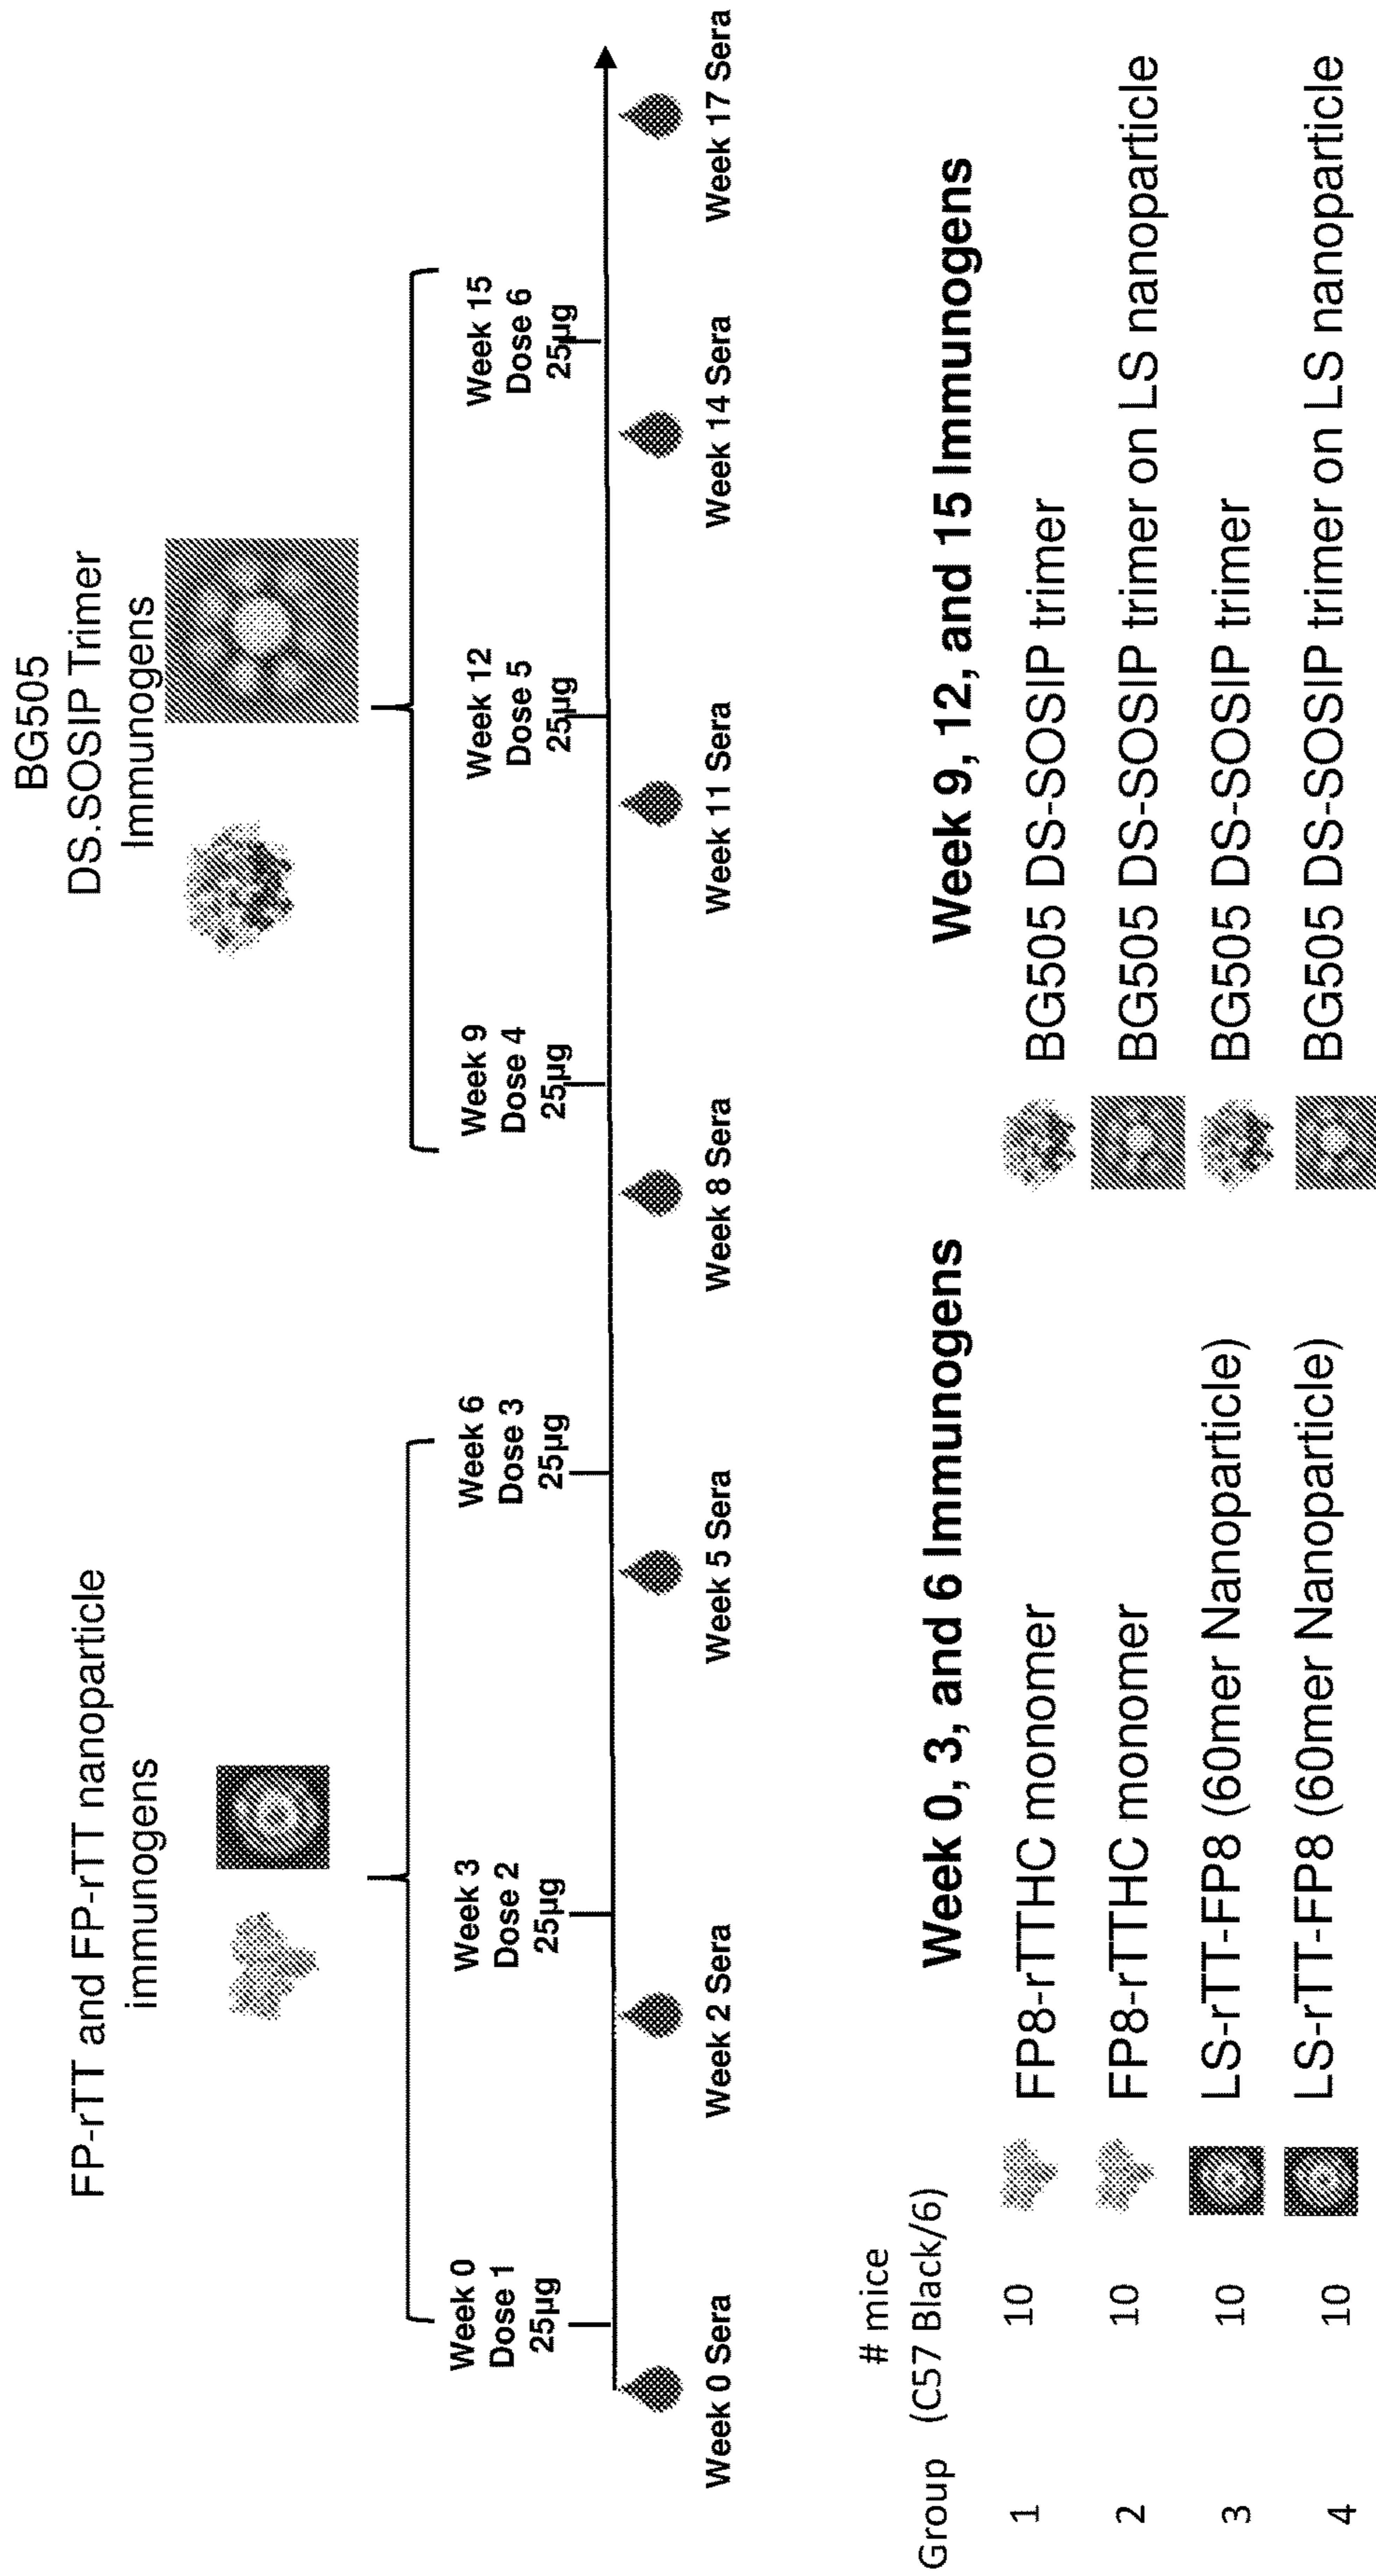 FP-rTT and FP-rTT nanoparticle
immunogens
BG505
DS.SOSIP Trimer
Immunogens
Week 0
Dose 1
25µg
Week 3
Dose 2
25µg
Week 6
Dose 3
25µg
Week 9
Dose 4
25µg
Week 12
Dose 5
25µg
Week 15
Dose 6
25µg
Week 0 Sera
Week 2 Sera
Week 5 Sera
Week 8 Sera
Week 11 Sera
Week 14 Sera
Week 17 Sera
# mice
Group (C57 Black/6) Week 0, 3, and 6 Immunogens Week 9, 12, and 15 Immunogens
1 10 FP8-rTTHC monomer BG505 DS-SOSIP trimer
2 10 FP8-rTTHC monomer BG505 DS-SOSIP trimer on LS nanoparticle
3 10 LS-rTT-FP8 (60mer Nanoparticle) BG505 DS-SOSIP trimer
4 10 LS-rTT-FP8 (60mer Nanoparticle) BG505 DS-SOSIP trimer on LS nanoparticle